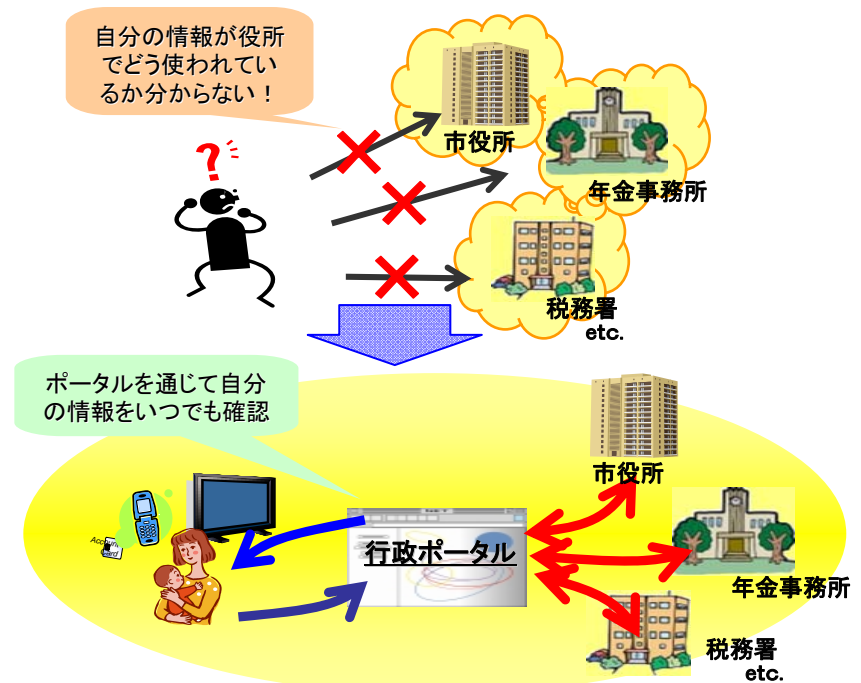 自分の情報が役所
でどう使われてい
るか分からない！
？
市役所
年金事務所
税務署
etc.
ポータルを通じて自分
の情報をいつでも確認
市役所
行政ポータル
年金事務所
税務署
etc.